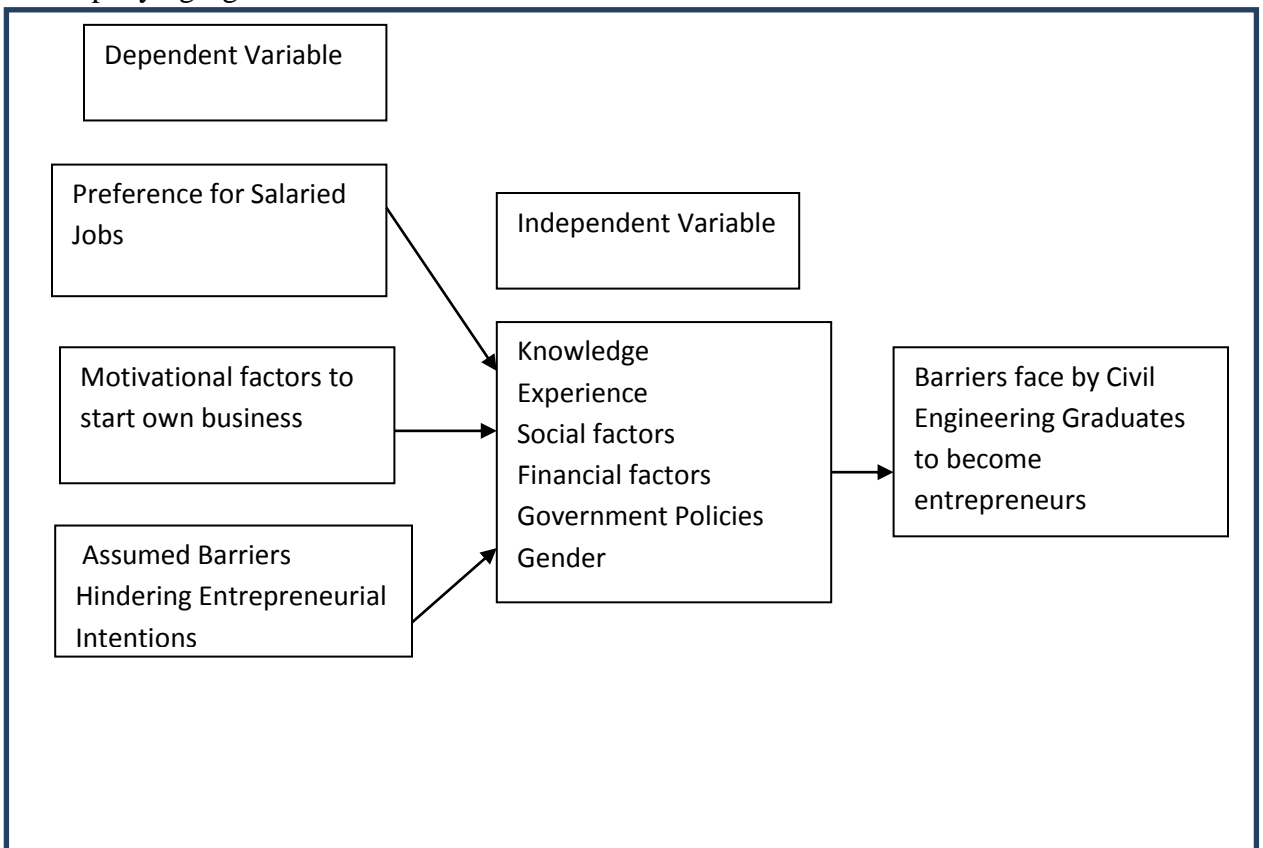 Dependent Variable
Preference for Salaried
Jobs
Independent Variable
Motivational factors to
start own business
Knowledge
Experience
Social factors
Financial factors
Government Policies
Gender
Barriers face by Civil
Engineering Graduates
to become
entrepreneurs
Assumed Barriers
Hindering Entrepreneurial
Intentions